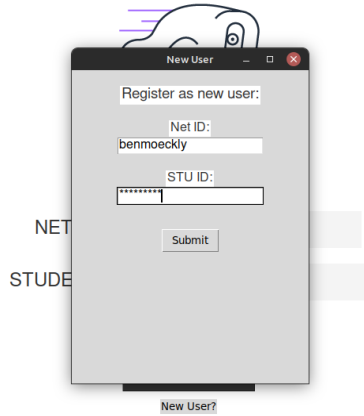 New User
Register as new user:
Net ID:
benmoeckly
STU ID:
*********
Submit
NET
STUDE
New User?